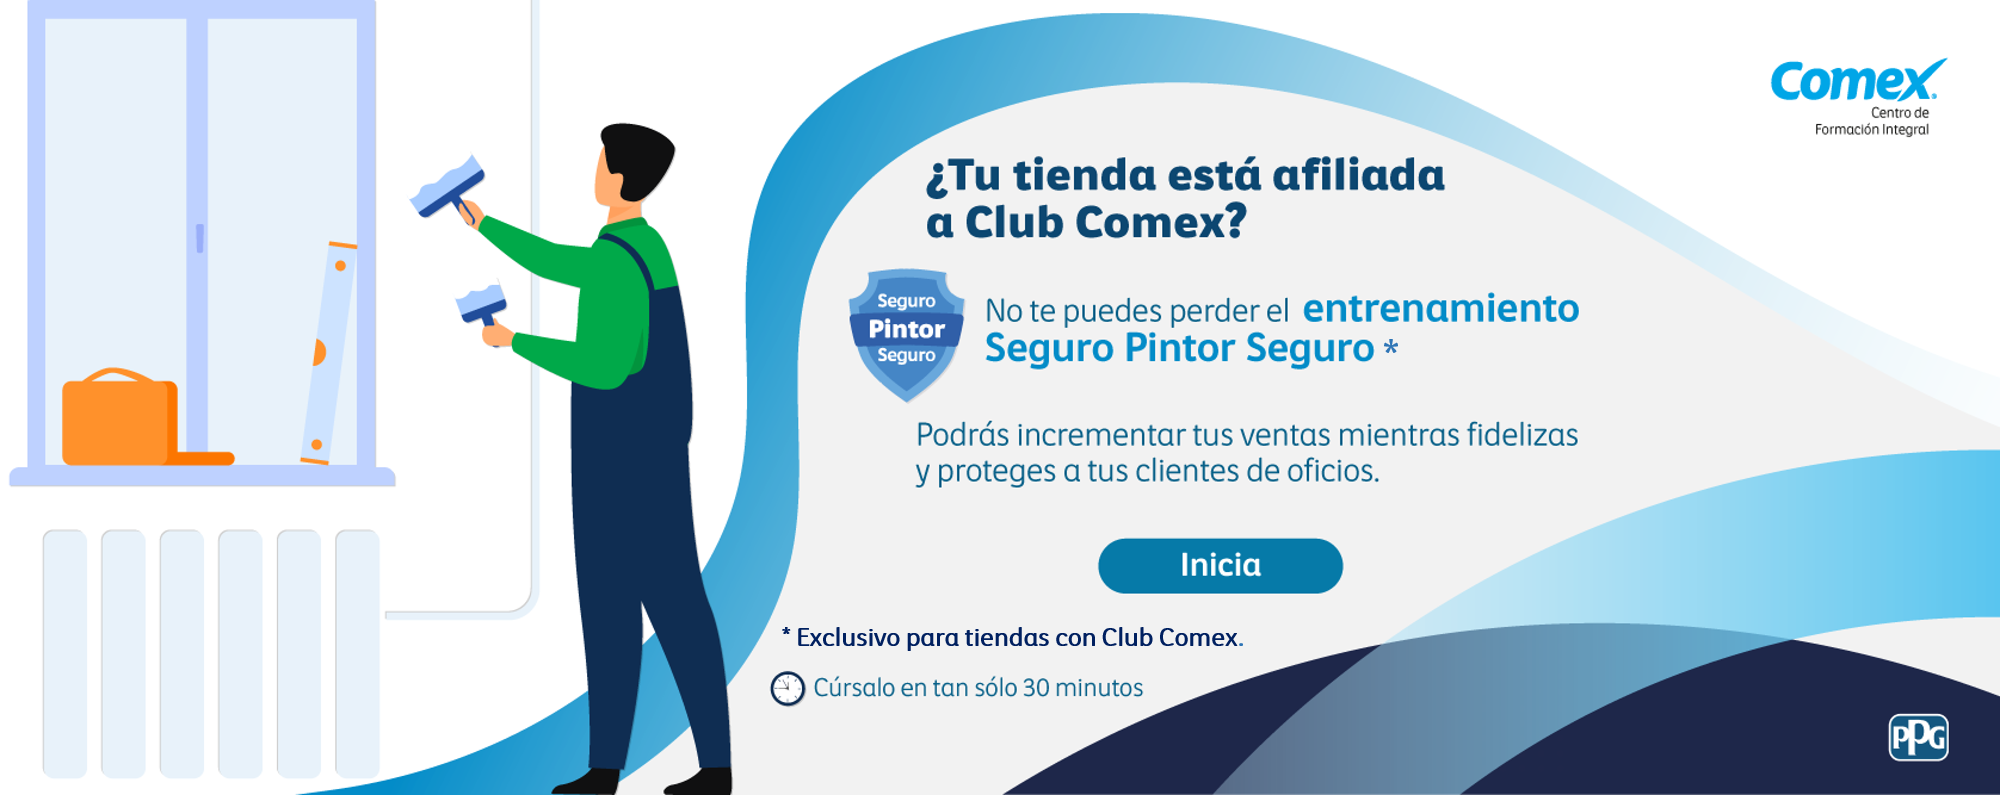 Comex
Centro de
Formación Integral
¿Tu tienda está afiliada
a Club Comex?
Seguro
Pintor
Seguro
No te puedes perder el entrenamiento
Seguro Pintor Seguro *
Podrás incrementar tus ventas mientras fidelizas
y proteges a tus clientes de oficios.
Inicia
* Exclusivo para tiendas con Club Comex.
Cúrsalo en tan sólo 30 minutos
PPG